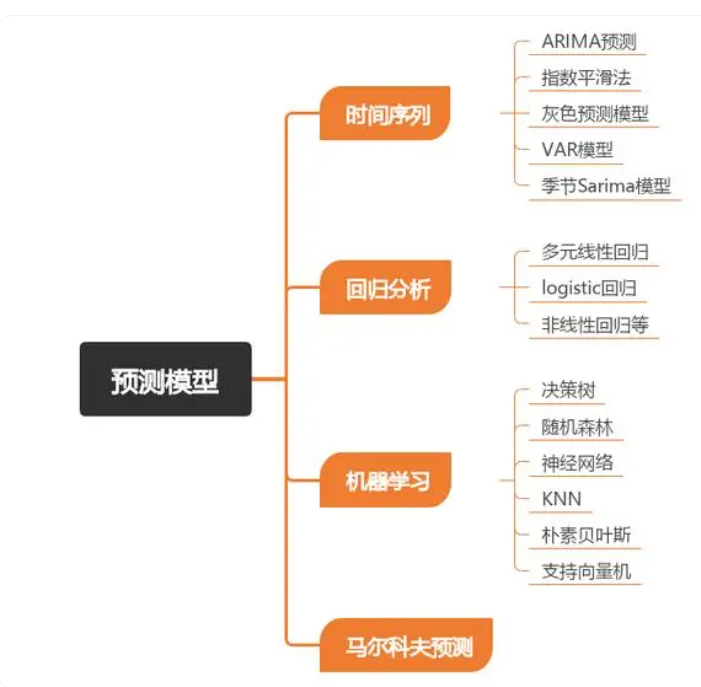 预测模型
时间序列
ARIMA预测
指数平滑法
灰色预测模型
VAR模型
季节Sarima模型
回归分析
多元线性回归
logistic回归
非线性回归等
机器学习
决策树
随机森林
神经网络
KNN
朴素贝叶斯
支持向量机
马尔科夫预测